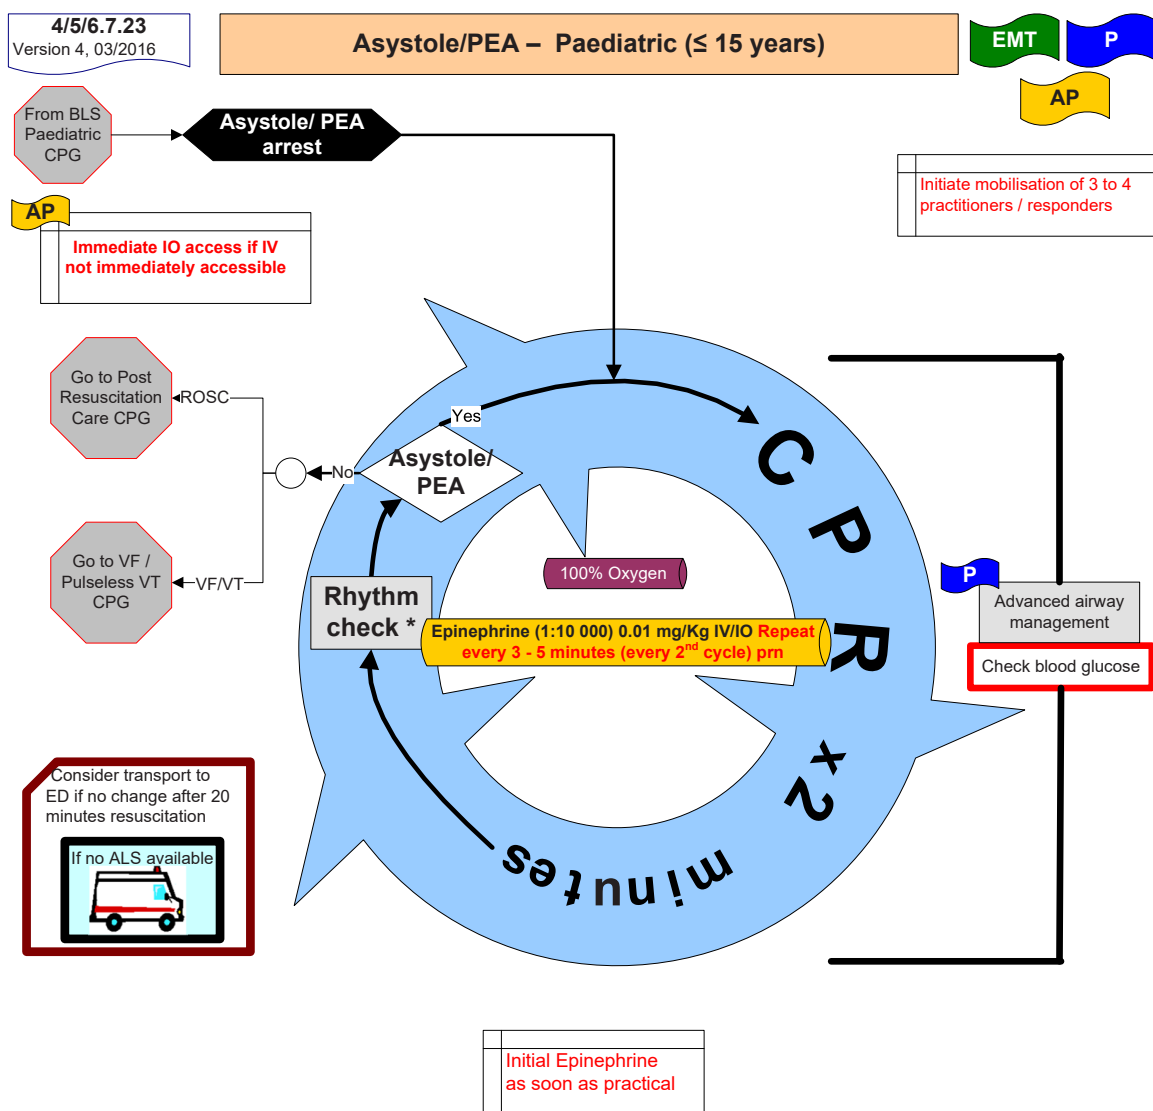 4/5/6.7.23
Version 4, 03/2016
Asystole/PEA – Paediatric (≤ 15 years)
EMT
P
AP
From BLS
Paediatric
CPG
Asystole/ PEA
arrest
Initiate mobilisation of 3 to 4
practitioners / responders
AP
Immediate IO access if IV
not immediately accessible
Go to Post
Resuscitation
Care CPG
ROSC
Yes
Asystole/
PEA
No
Go to VF /
Pulseless VT
CPG
VF/VT
Rhythm
check *
100% Oxygen
Epinephrine (1:10 000) 0.01 mg/Kg IV/IO Repeat
every 3 - 5 minutes (every 2nd cycle) prn
CPR x2 minutes
P
Advanced airway
management
Check blood glucose
Consider transport to
ED if no change after 20
minutes resuscitation
If no ALS available
Initial Epinephrine
as soon as practical